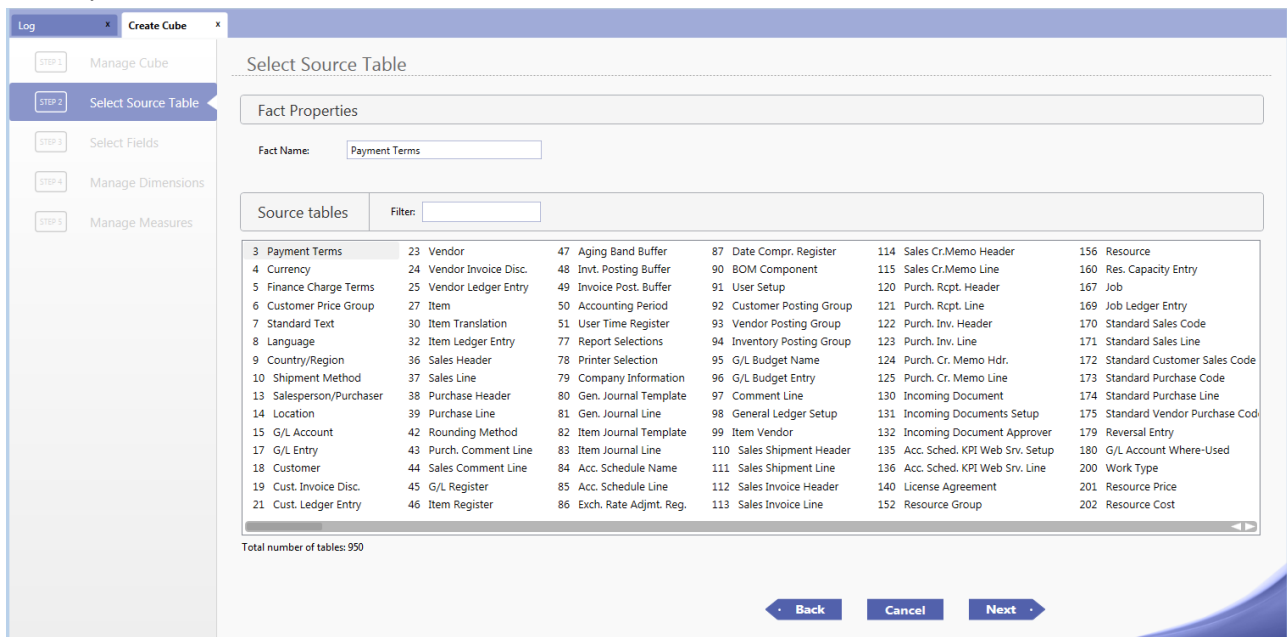 Log x Create Cube x
STEP 1 Manage Cube
STEP 2 Select Source Table
STEP 3 Select Fields
STEP 4 Manage Dimensions
STEP 5 Manage Measures
Select Source Table
Fact Properties
Fact Name: Payment Terms
Source tables Filter:
3 Payment Terms 23 Vendor 47 Aging Band Buffer 87 Date Compr. Register 114 Sales Cr.Memo Header 156 Resource
4 Currency 24 Vendor Invoice Disc. 48 Invt. Posting Buffer 90 BOM Component 115 Sales Cr.Memo Line 160 Res. Capacity Entry
5 Finance Charge Terms 25 Vendor Ledger Entry 49 Invoice Post. Buffer 91 User Setup 120 Purch. Rcpt. Header 167 Job
6 Customer Price Group 27 Item 50 Accounting Period 92 Customer Posting Group 121 Purch. Rcpt. Line 169 Job Ledger Entry
7 Standard Text 30 Item Translation 51 User Time Register 93 Vendor Posting Group 122 Purch. Inv. Header 170 Standard Sales Code
8 Language 32 Item Ledger Entry 77 Report Selections 94 Inventory Posting Group 123 Purch. Inv. Line 171 Standard Sales Line
9 Country/Region 36 Sales Header 78 Printer Selection 95 G/L Budget Name 124 Purch. Cr. Memo Hdr. 172 Standard Customer Sales Code
10 Shipment Method 37 Sales Line 79 Company Information 96 G/L Budget Entry 125 Purch. Cr. Memo Line 173 Standard Purchase Code
13 Salesperson/Purchaser 38 Purchase Header 80 Gen. Journal Template 97 Comment Line 130 Incoming Document 174 Standard Purchase Line
14 Location 39 Purchase Line 81 Gen. Journal Line 98 General Ledger Setup 131 Incoming Documents Setup 175 Standard Vendor Purchase Cod
15 G/L Account 42 Rounding Method 82 Item Journal Template 99 Item Vendor 132 Incoming Document Approver 179 Reversal Entry
17 G/L Entry 43 Purch. Comment Line 83 Item Journal Line 110 Sales Shipment Header 135 Acc. Sched. KPI Web Srv. Setup 180 G/L Account Where-Used
18 Customer 44 Sales Comment Line 84 Acc. Schedule Name 111 Sales Shipment Line 136 Acc. Sched. KPI Web Srv. Line 200 Work Type
19 Cust. Invoice Disc. 45 G/L Register 85 Acc. Schedule Line 112 Sales Invoice Header 140 License Agreement 201 Resource Price
21 Cust. Ledger Entry 46 Item Register 86 Exch. Rate Adjmt. Reg. 113 Sales Invoice Line 152 Resource Group 202 Resource Cost
Total number of tables: 950
Back Cancel Next